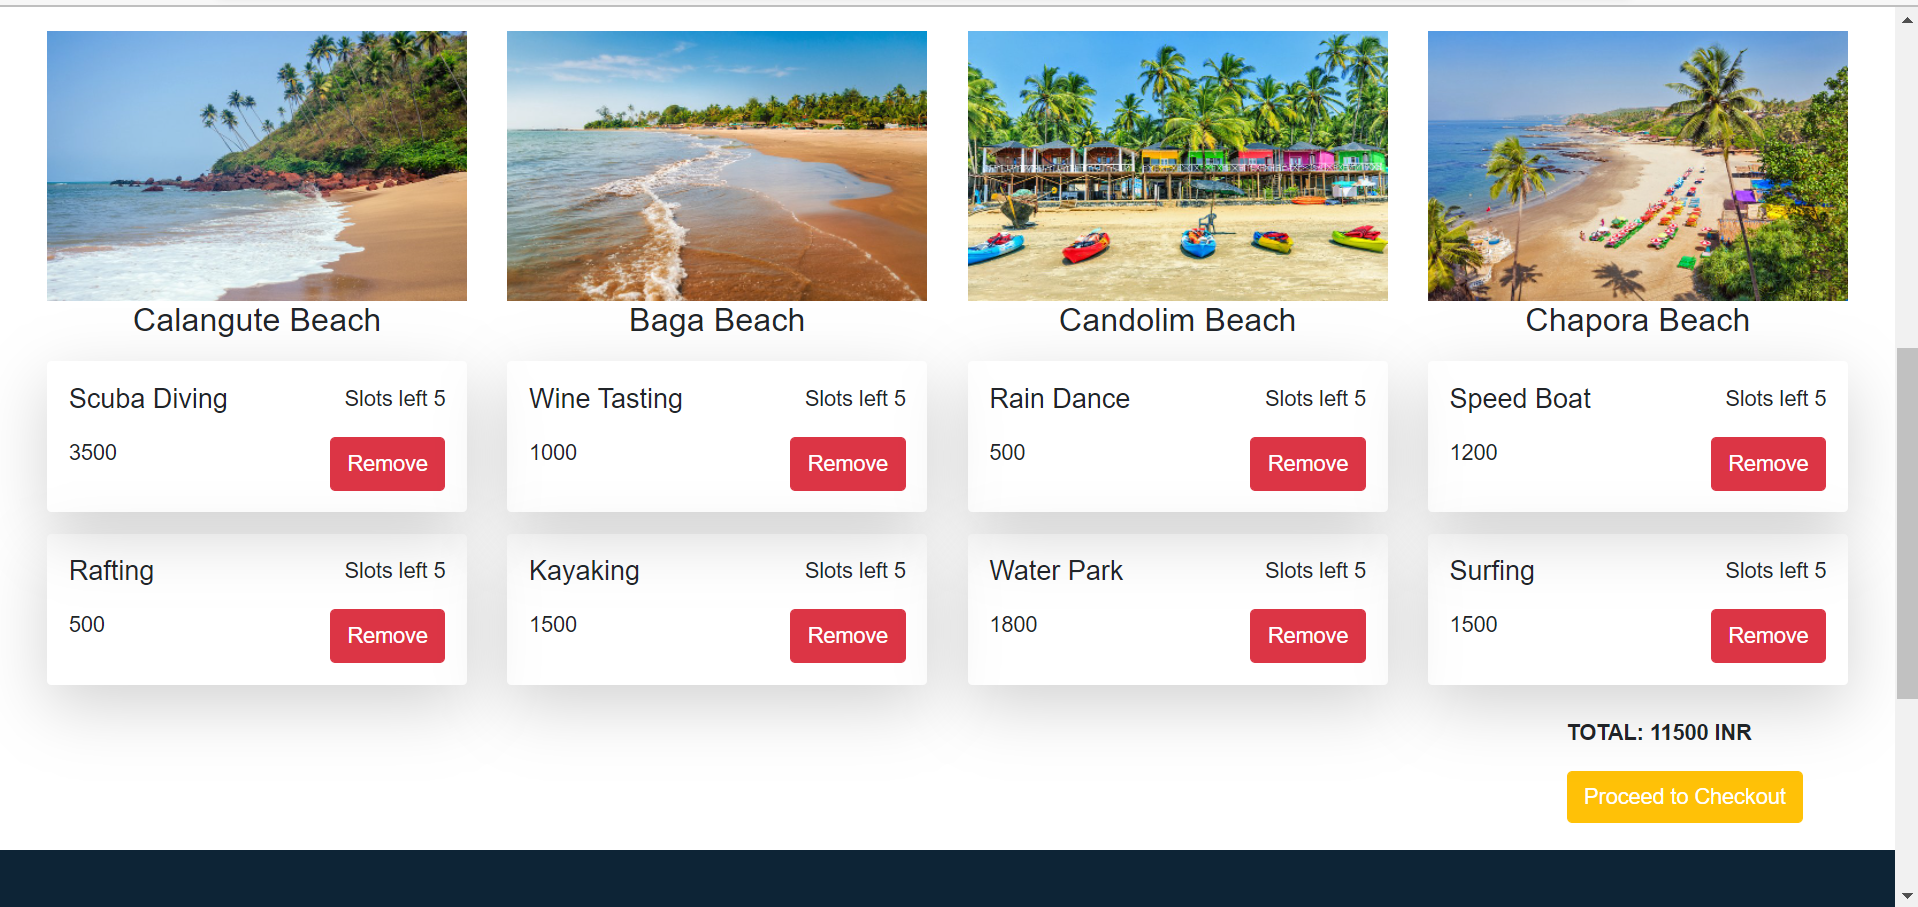 Calangute Beach
Scuba Diving
Slots left 5
3500
Remove
Rafting
Slots left 5
500
Remove
Baga Beach
Wine Tasting
Slots left 5
1000
Remove
Kayaking
Slots left 5
1500
Remove
Candolim Beach
Rain Dance
Slots left 5
500
Remove
Water Park
Slots left 5
1800
Remove
Chapora Beach
Speed Boat
Slots left 5
1200
Remove
Surfing
Slots left 5
1500
Remove
TOTAL: 11500 INR
Proceed to Checkout